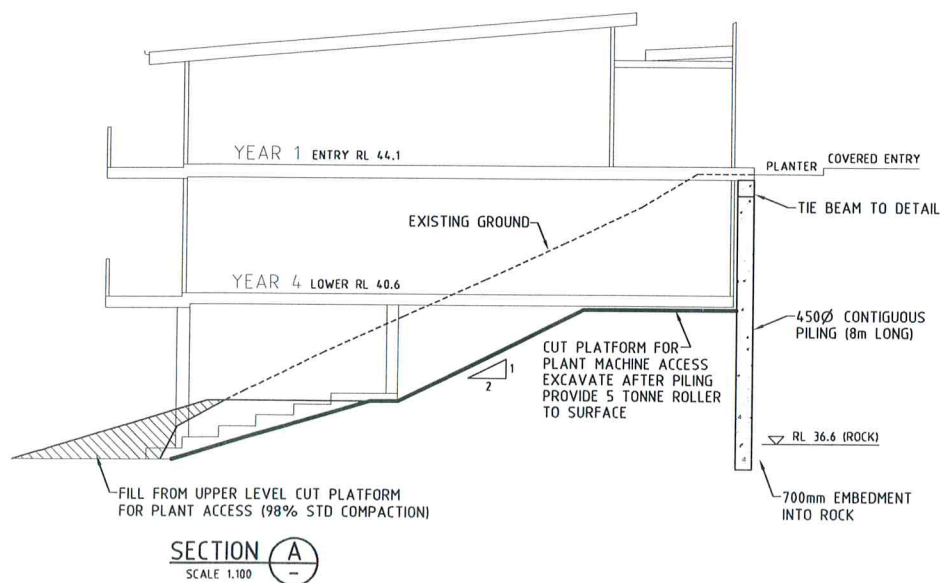 YEAR 1 ENTRY RL 44.1
PLANTER
COVERED ENTRY
TIE BEAM TO DETAIL
EXISTING GROUND
YEAR 4 LOWER RL 40.6
450Ø CONTIGUOUS
PILING (8m LONG)
CUT PLATFORM FOR
PLANT MACHINE ACCESS
EXCAVATE AFTER PILING
PROVIDE 5 TONNE ROLLER
TO SURFACE
1
2
RL 36.6 (ROCK)
FILL FROM UPPER LEVEL CUT PLATFORM
FOR PLANT ACCESS (98% STD COMPACTION)
700mm EMBEDMENT
INTO ROCK
SECTION A
SCALE 1.100 -